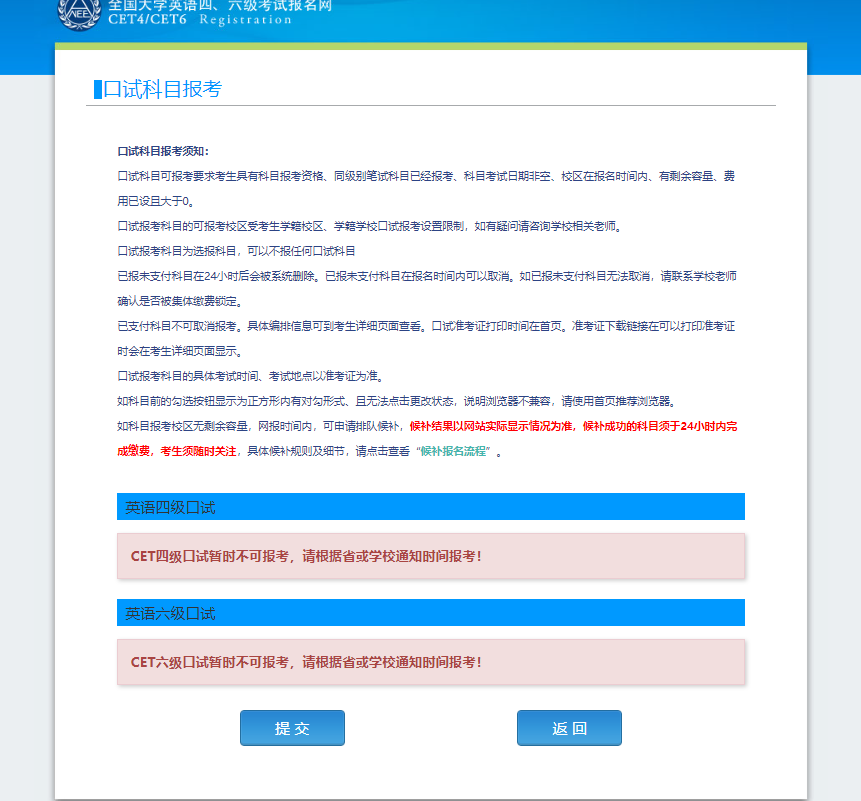 全国大学英语四、六级考试报名网
NEE
CET4/CET6 Registration
口试科目报考
口试科目报考须知：
口试科目可报考要求考生具有科目报考资格、同级别笔试科目已经报考、科目考试日期非空、校区在报名时间内、有剩余容量、费
用已设且大于0。
口试报考科目的可报考校区受考生学籍校区、学籍学校口试报考设置限制，如有疑问请咨询学校相关老师。
口试报考科目为选报科目，可以不报任何口试科目
已报未支付科目在24小时后会被系统删除。已报未支付科目在报名时间内可以取消。如已报未支付科目无法取消，请联系学校老师
确认是否被集体缴费锁定。
已支付科目不可取消报考。具体编排信息可到考生详细页面查看。口试准考证打印时间在首页。准考证下载链接在可以打印准考证
时会在考生详细页面显示。
口试报考科目的具体考试时间、考试地点以准考证为准。
如科目前的勾选按钮显示为正方形内有对勾形式、且无法点击更改状态，说明浏览器不兼容，请使用首页推荐浏览器。
如科目报考校区无剩余容量，网报时间内，可申请排队候补，候补结果以网站实际显示情况为准，候补成功的科目须于24小时内完
成缴费，考生须随时关注，具体候补规则及细节，请点击查看“候补报名流程”。
英语四级口试
CET四级口试暂时不可报考，请根据省或学校通知时间报考！
英语六级口试
CET六级口试暂时不可报考，请根据省或学校通知时间报考！
提 交
返 回